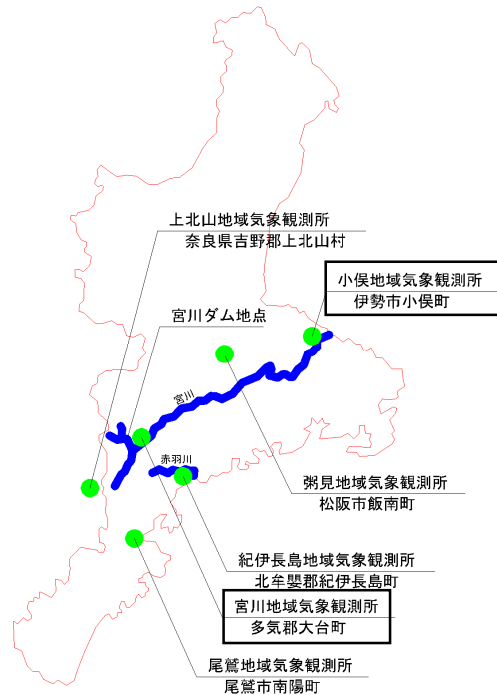 上北山地域気象観測所
奈良県吉野郡上北山村
小俣地域気象観測所
伊勢市小俣町
宮川ダム地点
宮川
赤羽川
粥見地域気象観測所
松阪市飯南町
紀伊長島地域気象観測所
北牟婁郡紀伊長島町
宮川地域気象観測所
多気郡大台町
尾鷲地域気象観測所
尾鷲市南陽町